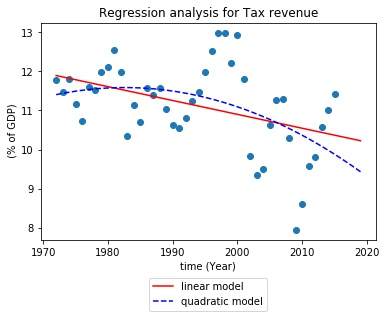 Regression analysis for Tax revenue
13
12
11
10
9
8
(% of GDP)
1970 1980 1990 2000 2010 2020
time (Year)
linear model
quadratic model